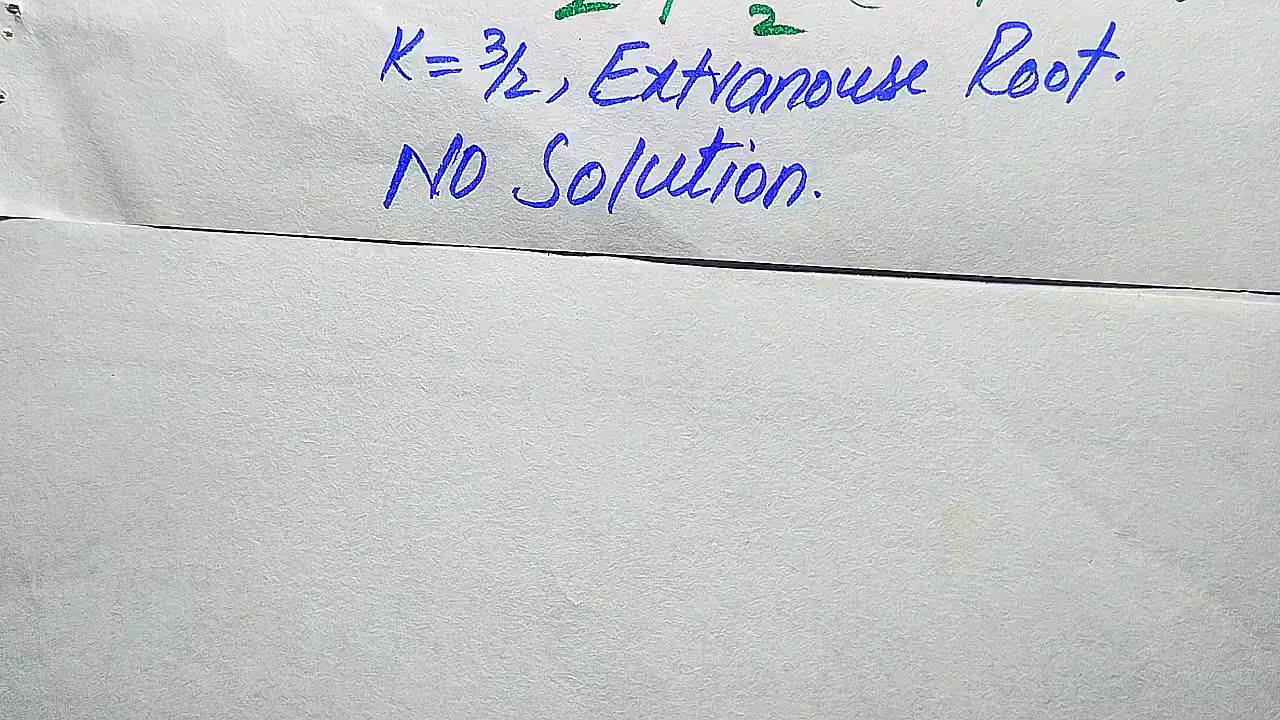 K = 3/2, Extranouse Root.
No Solution.